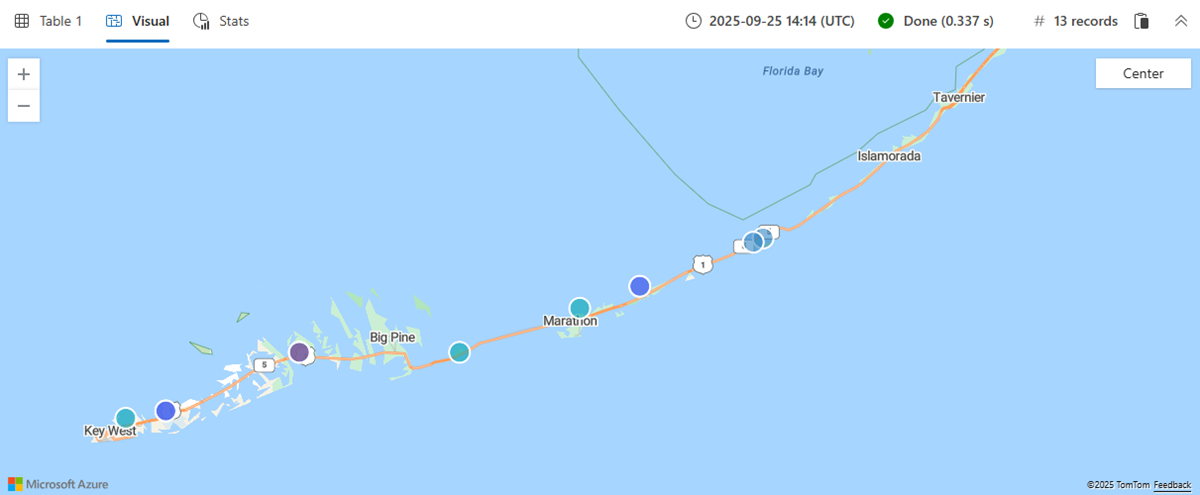 Table 1 Visual Stats 2025-09-25 14:14 (UTC) Done (0.337 s) # 13 records
+
−
Florida Bay
Center
Tavernier
Islamorada
1
Marathon
Big Pine
5
Key West
Microsoft Azure
©2025 TomTom Feedback